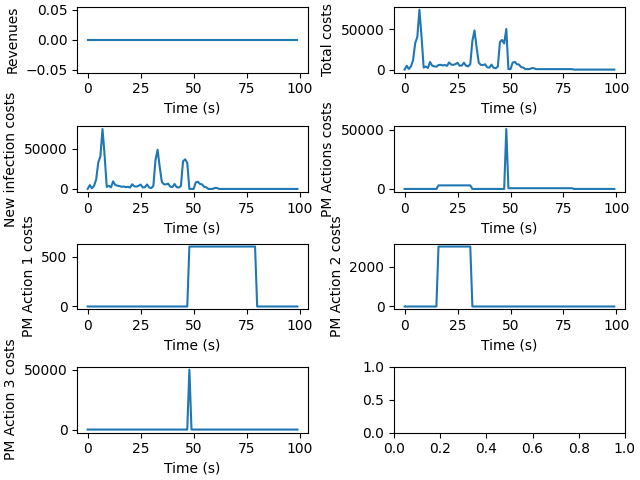 Revenues
0.05
0.00
−0.05
0 25 50 75 100
Time (s)
Total costs
50000
0
0 25 50 75 100
Time (s)
New infection costs
50000
0
0 25 50 75 100
Time (s)
PM Actions costs
50000
0
0 25 50 75 100
Time (s)
PM Action 1 costs
500
0
0 25 50 75 100
Time (s)
PM Action 2 costs
2000
0
0 25 50 75 100
Time (s)
PM Action 3 costs
50000
0
0 25 50 75 100
Time (s)
1.0
0.5
0.0
0.0 0.2 0.4 0.6 0.8 1.0